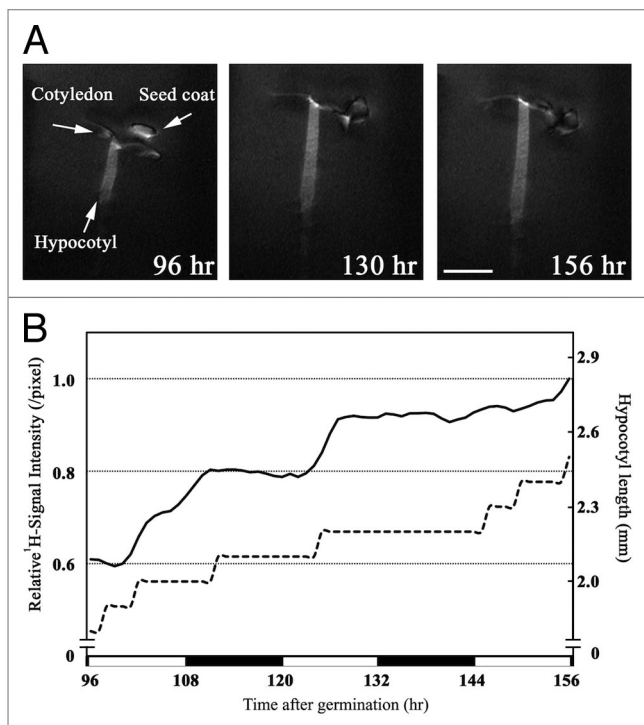 A
Cotyledon
Seed coat
Hypocotyl
96 hr
130 hr
156 hr
B
Relative ¹H-Signal Intensity (/pixel)
1.0
0.8
0.6
0
2.9
2.6
2.3
2.0
0
Hypocotyl length (mm)
96
108
120
132
144
156
Time after germination (hr)